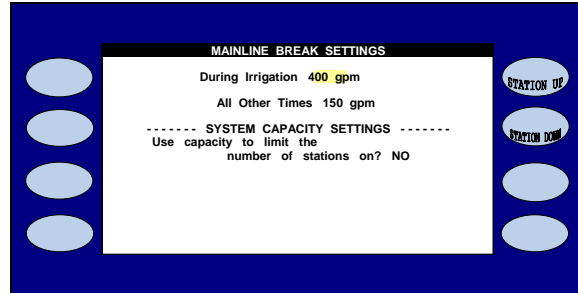 MAINLINE BREAK SETTINGS
During Irrigation 400 gpm
All Other Times 150 gpm
------- SYSTEM CAPACITY SETTINGS -------
Use capacity to limit the
number of stations on? NO
STATION UP
STATION DOWN